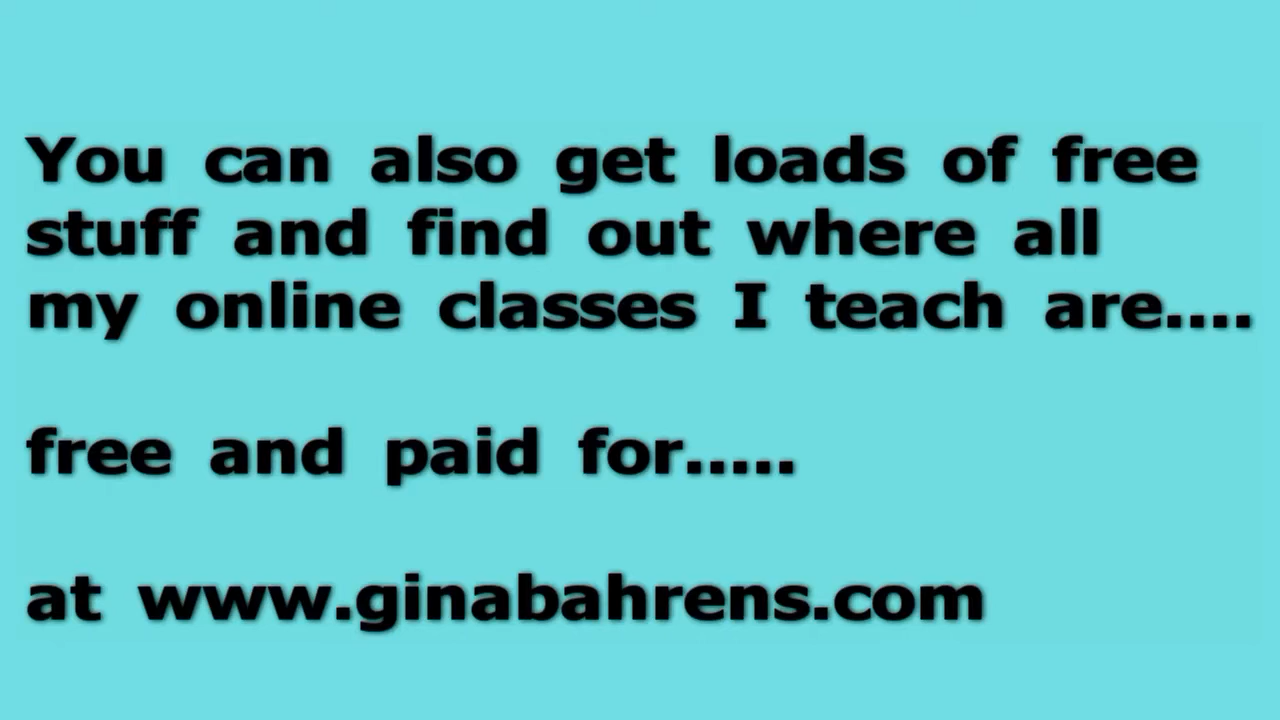 You can also get loads of free
stuff and find out where all
my online classes I teach are....
free and paid for.....
at www.ginabahrens.com